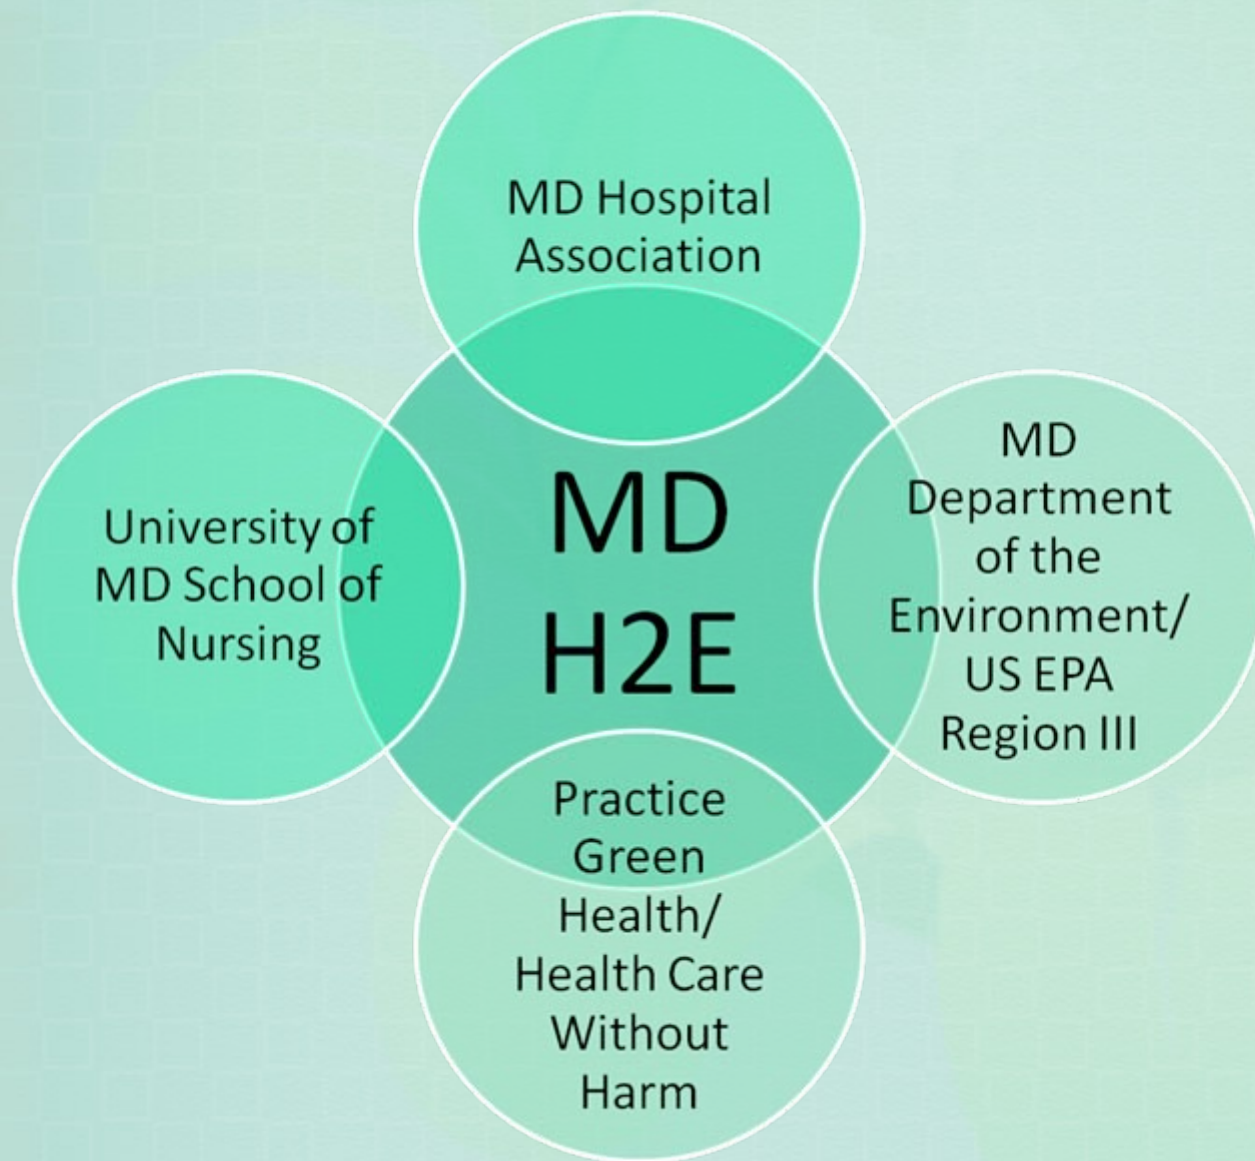 MD Hospital
Association
University of
MD School of
Nursing
MD
H2E
MD
Department
of the
Environment/
US EPA
Region III
Practice
Green
Health/
Health Care
Without
Harm